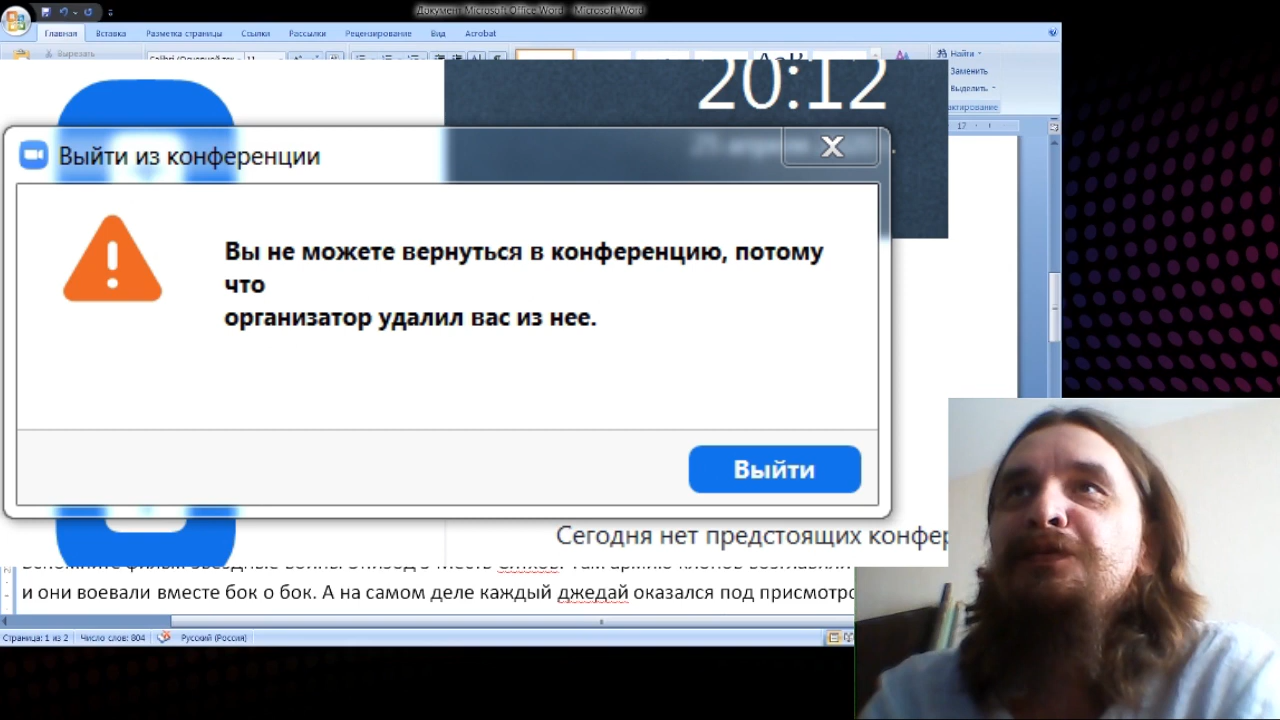 Документ Microsoft Office Word - Microsoft Word
Главная Вставка Разметка страницы Ссылки Рассылки Рецензирование Вид Acrobat
Вырезать
Найти
Заменить
Выделить
17
20:12
Выйти из конференции X
Вы не можете вернуться в конференцию, потому
что
организатор удалил вас из нее.
Выйти
Сегодня нет предстоящих конфер
и они воевали вместе бок о бок. А на самом деле каждый джедай оказался под присмотро
Страница: 1 из 2 Число слов: 804 Русский (Россия)